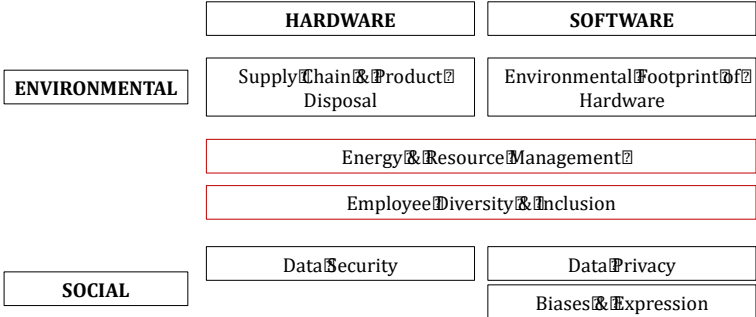 HARDWARE SOFTWARE
ENVIRONMENTAL
Supply Chain & Product
Disposal
Environmental Footprint of
Hardware
Energy & Resource Management
Employee Diversity & Inclusion
SOCIAL
Data Security
Data Privacy
Biases & Expression